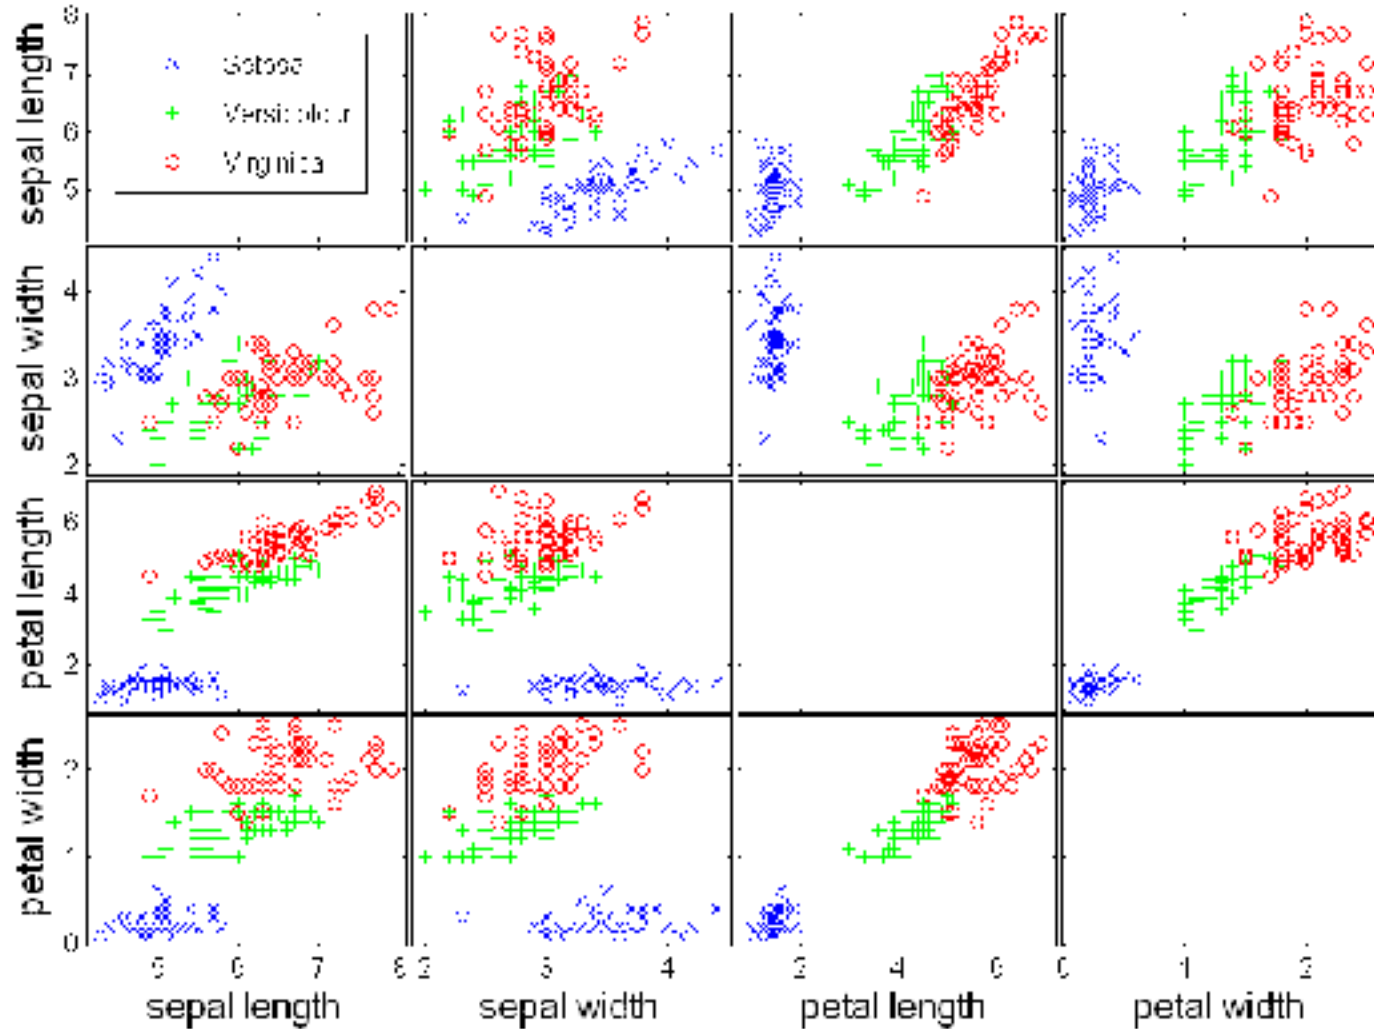 sepal length
8
7
6
5
Setosa
Versicolour
Virginica
sepal width
4
3
2
petal length
6
4
2
petal width
2
1
0
5 6 7 8 2 3 4 2 4 6 0 1 2
sepal length sepal width petal length petal width